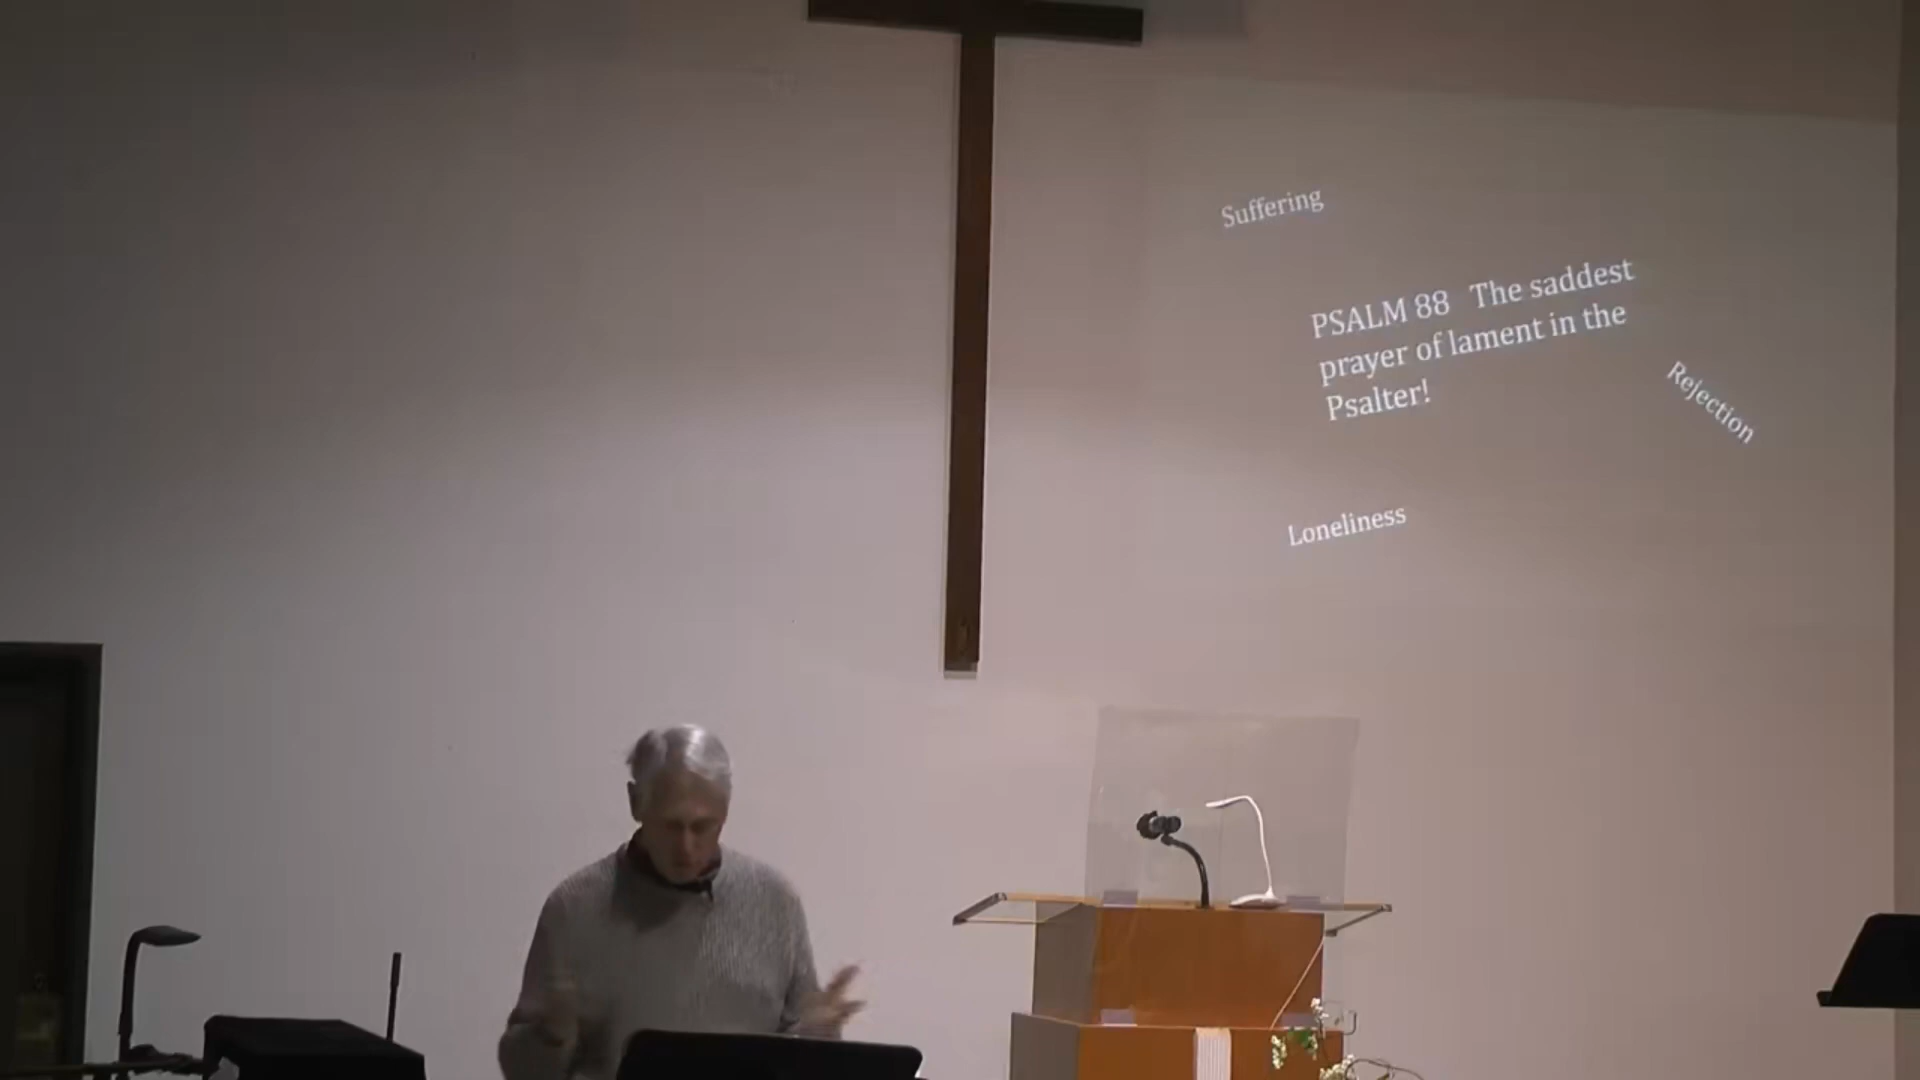 Suffering
PSALM 88 The saddest
prayer of lament in the
Psalter!
Rejection
Loneliness